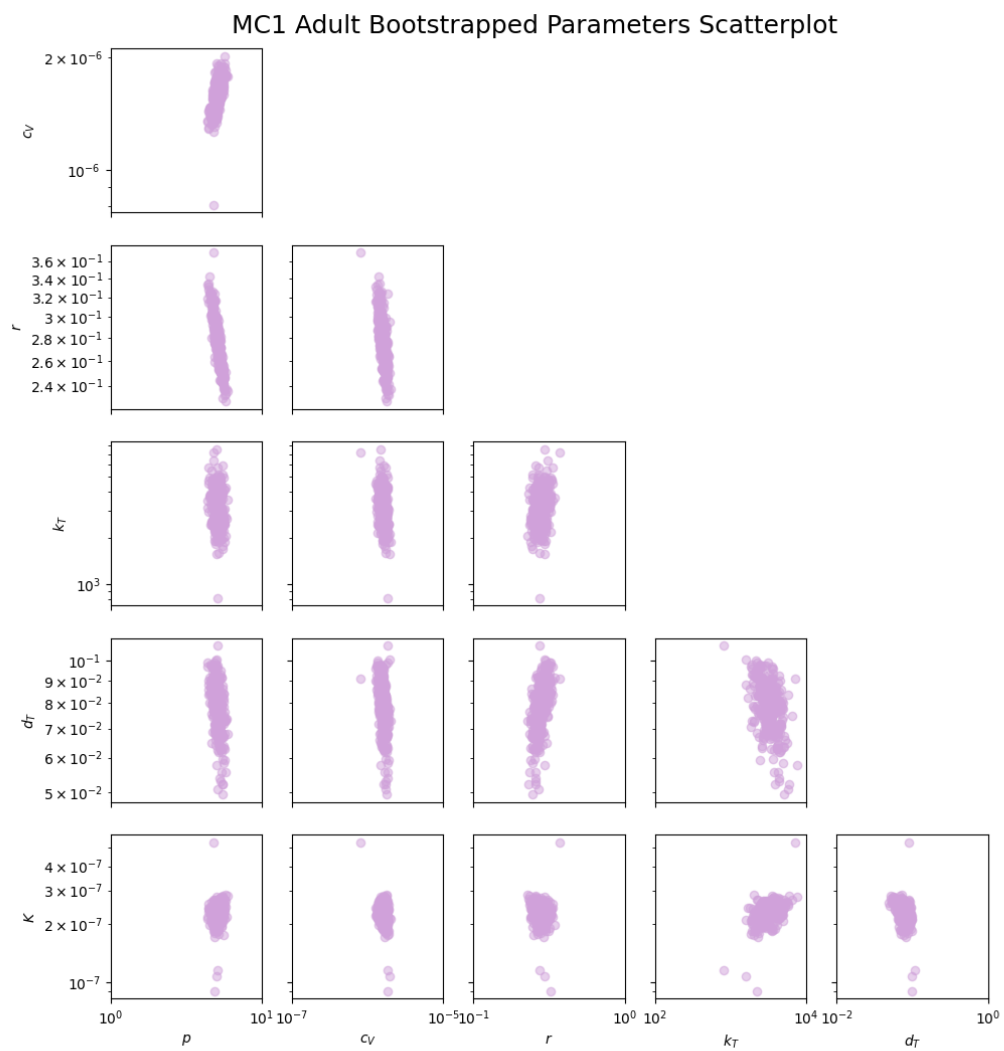 MC1 Adult Bootstrapped Parameters Scatterplot
2 × 10⁻⁶
c_V
10⁻⁶
10⁰ 10¹
3.6 × 10⁻¹
3.4 × 10⁻¹
3.2 × 10⁻¹
r
3 × 10⁻¹
2.8 × 10⁻¹
2.6 × 10⁻¹
2.4 × 10⁻¹
k_T
10³
10⁻¹
9 × 10⁻²
8 × 10⁻²
d_T
7 × 10⁻²
6 × 10⁻²
5 × 10⁻²
4 × 10⁻⁷
3 × 10⁻⁷
K
2 × 10⁻⁷
10⁻⁷
10⁰ 10¹ 10⁻⁷ 10⁻⁵ 10⁻¹ 10⁰ 10² 10⁴ 10⁻² 10⁰
p c_V r k_T d_T